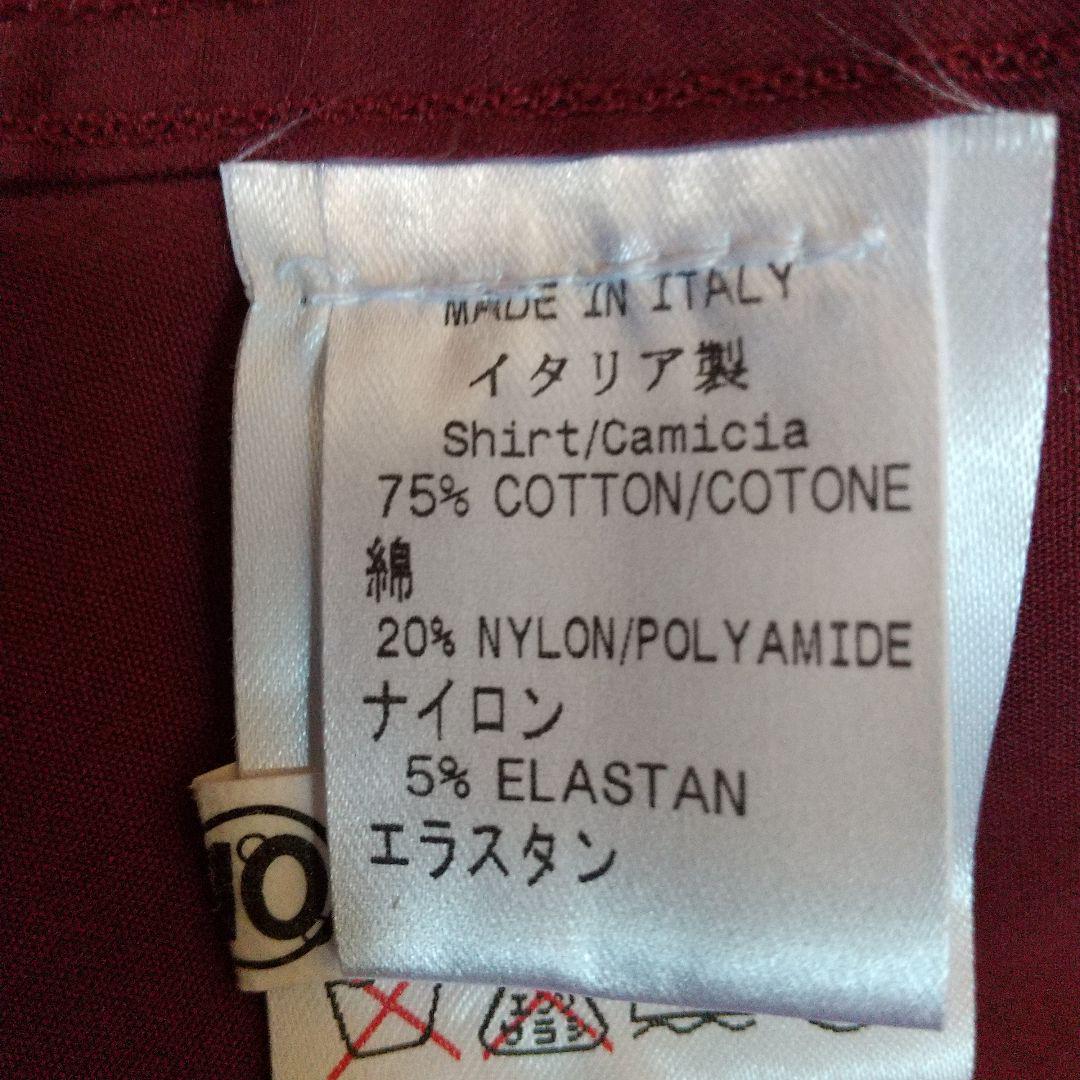 MADE IN ITALY
イタリア製
Shirt/Camicia
75% COTTON/COTONE
綿
20% NYLON/POLYAMIDE
ナイロン
5% ELASTAN
エラスタン